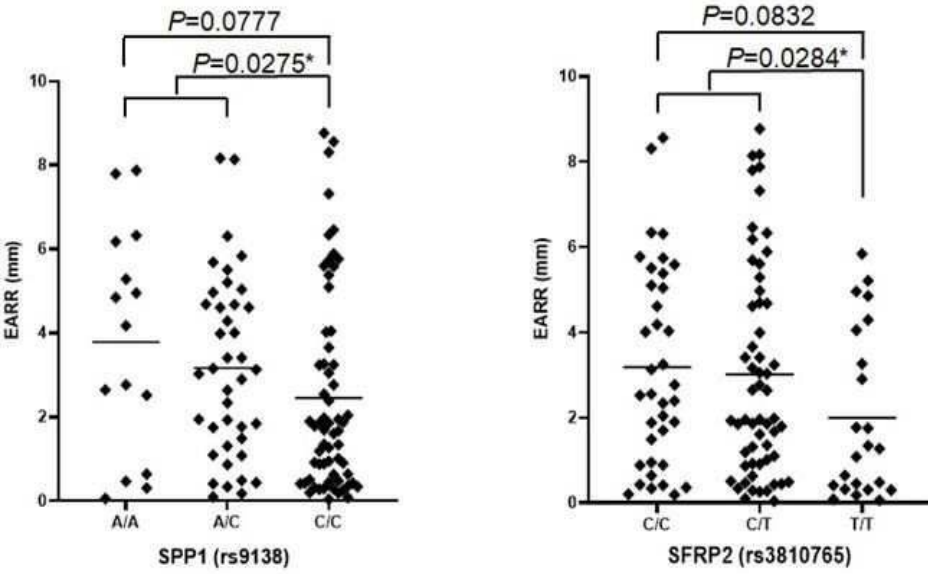 P=0.0777
P=0.0275*
10
8
6
4
2
0
EARR (mm)
A/A A/C C/C
SPP1 (rs9138)
P=0.0832
P=0.0284*
10
8
6
4
2
0
EARR (mm)
C/C C/T T/T
SFRP2 (rs3810765)